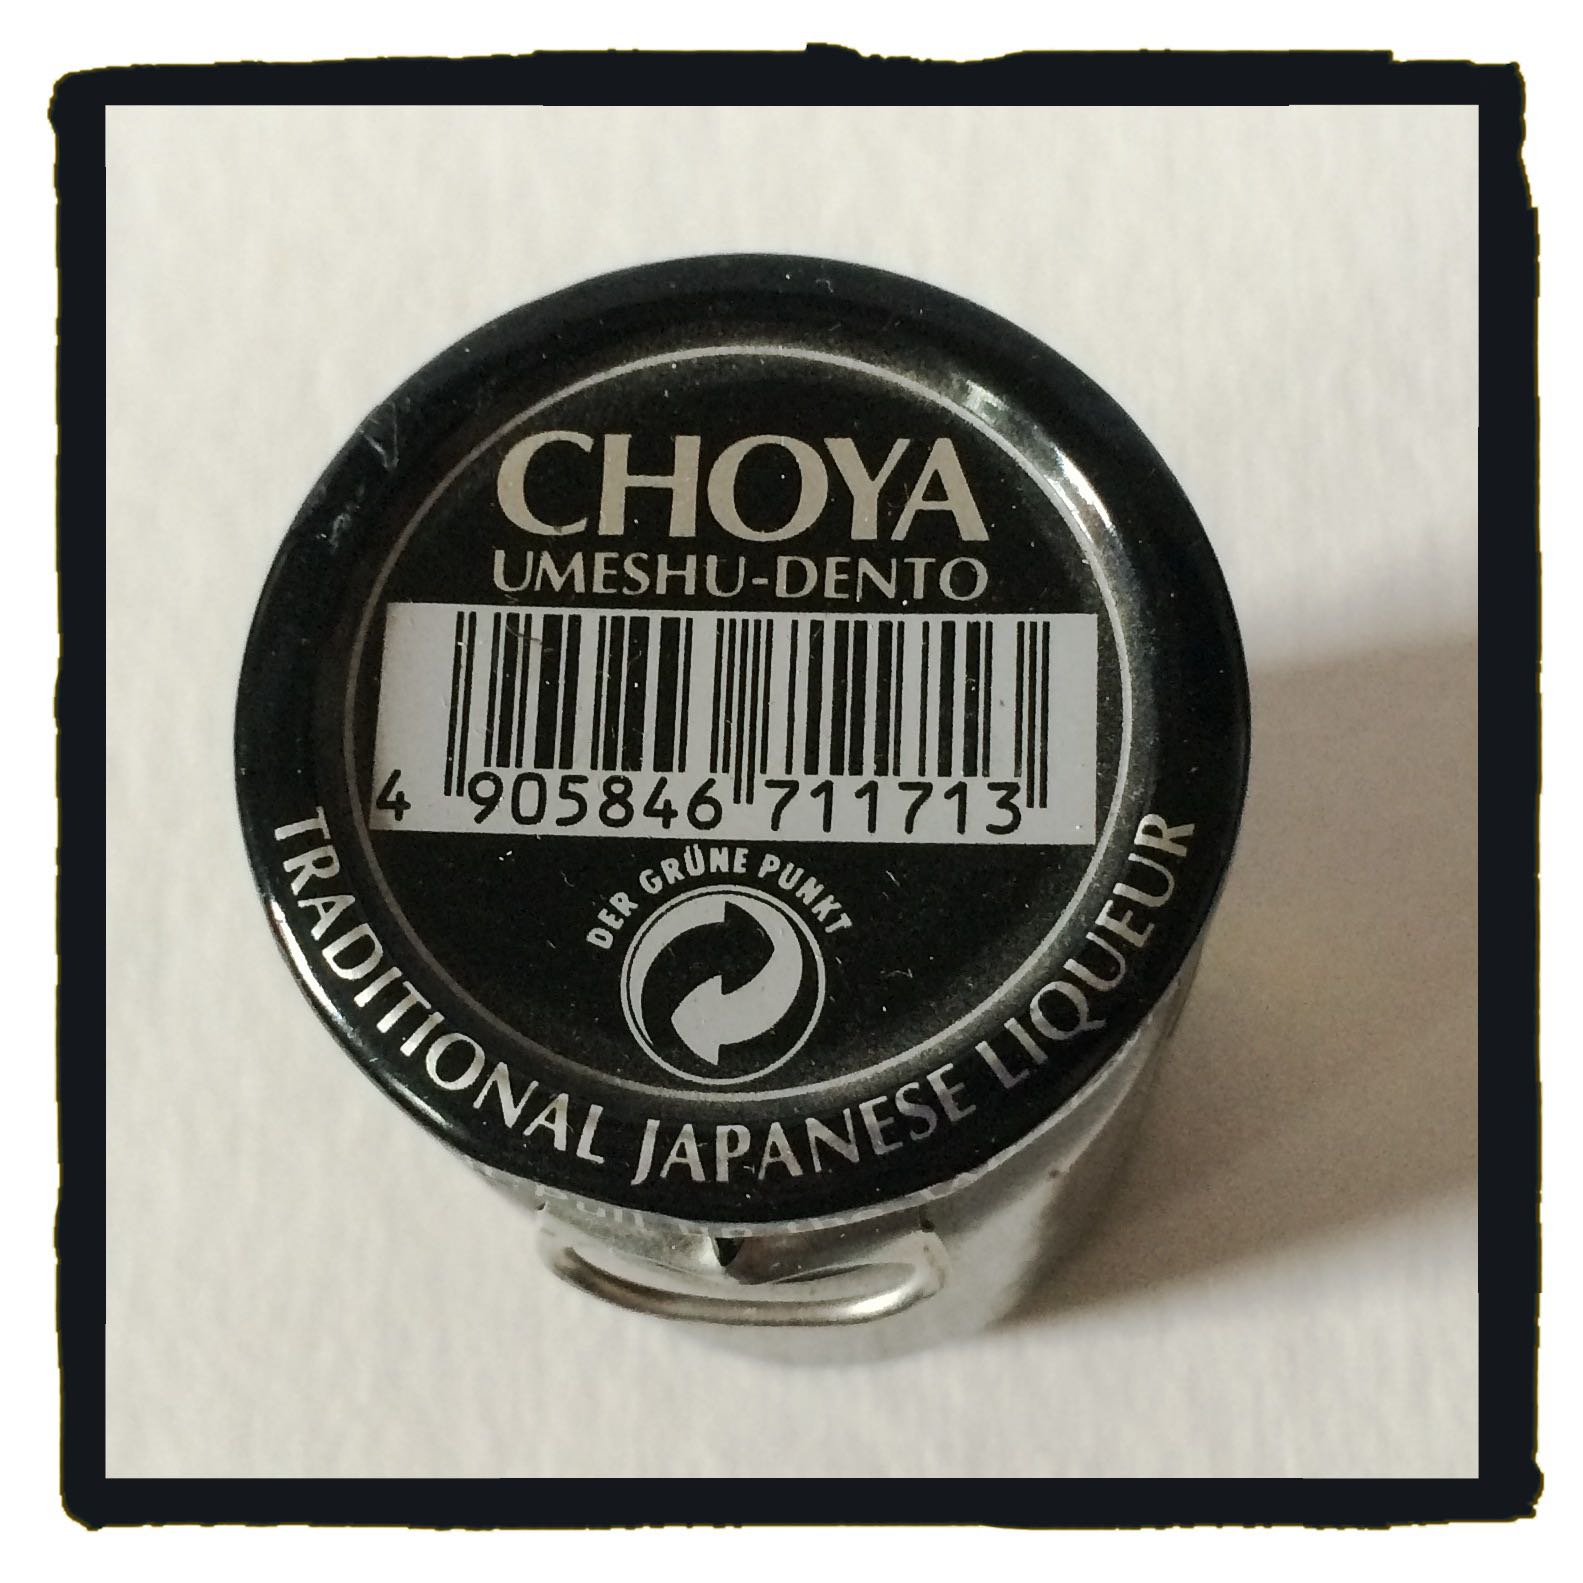 CHOYA
UMESHU-DENTO
4 905846 711713
DER GRÜNE PUNKT
TRADITIONAL JAPANESE LIQUEUR